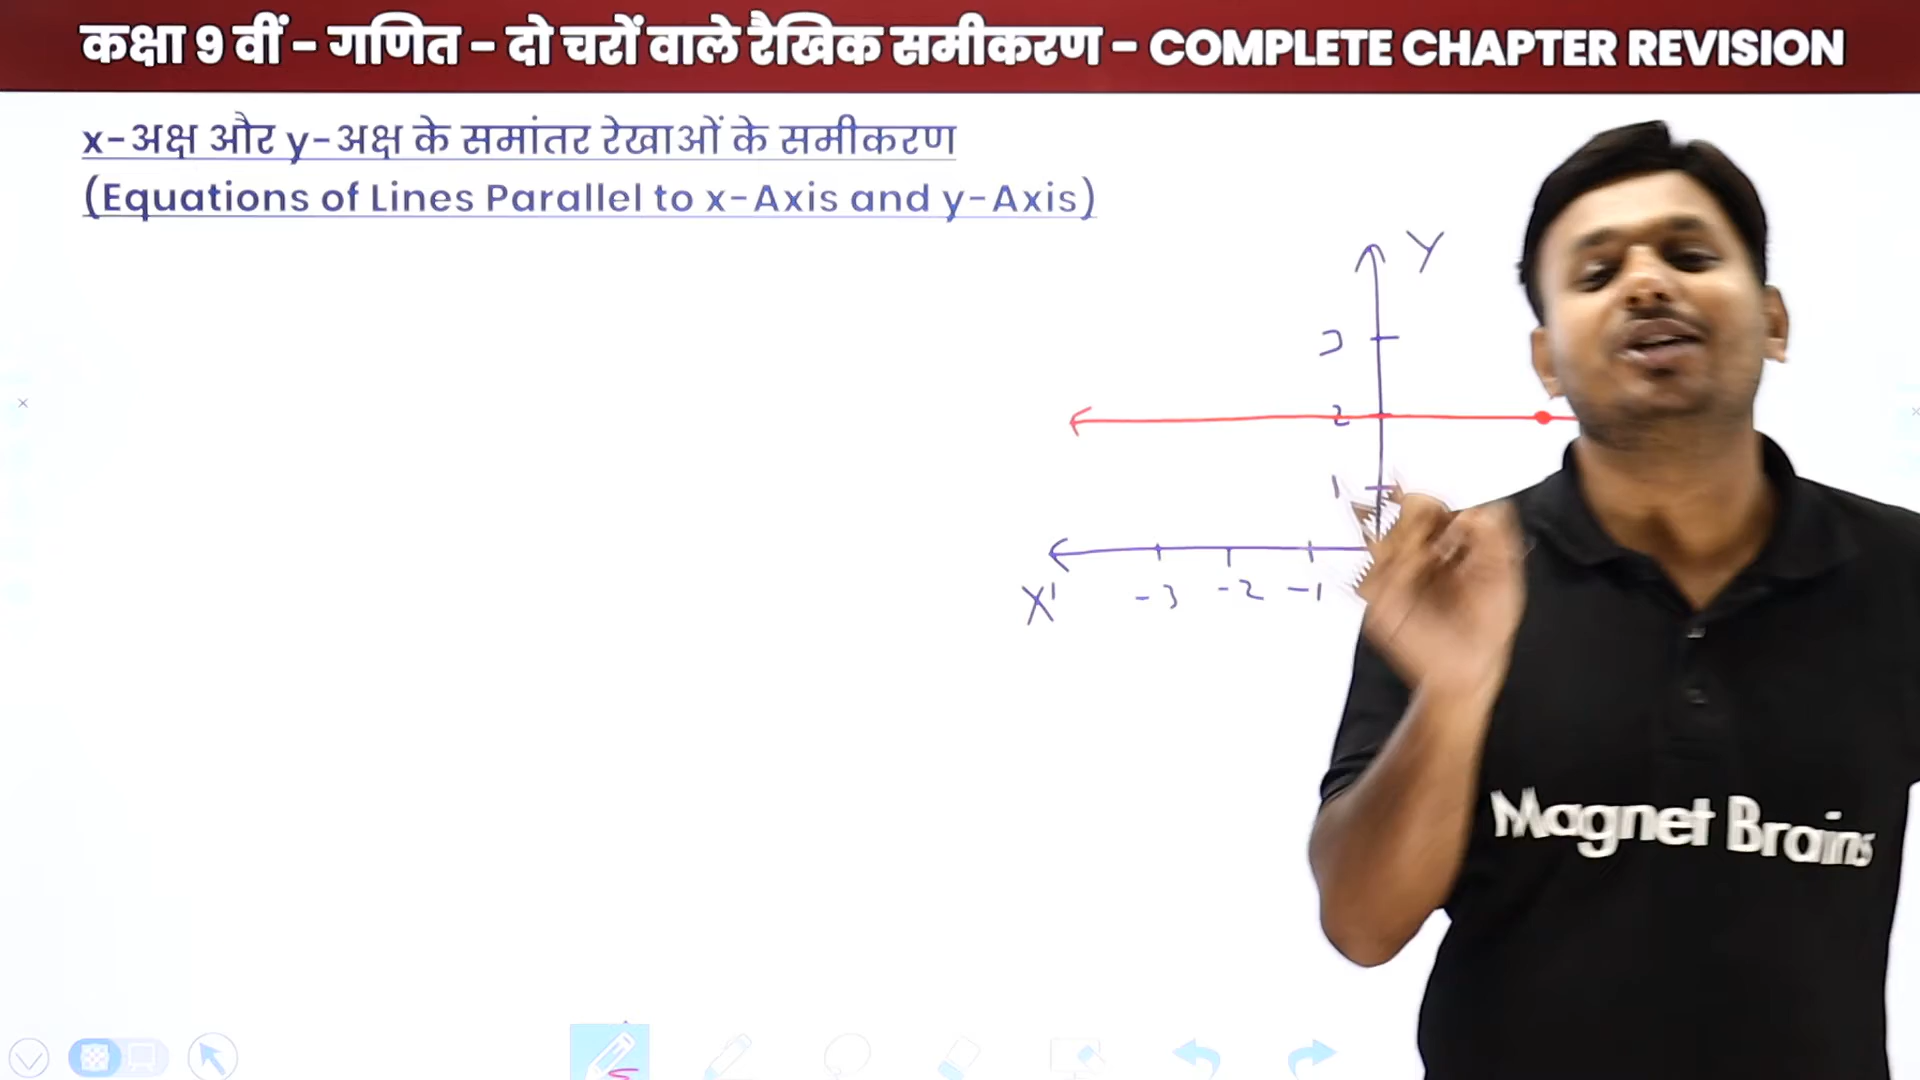 कक्षा 9 वीं - गणित - दो चरों वाले रैखिक समीकरण - COMPLETE CHAPTER REVISION
x-अक्ष और y-अक्ष के समांतर रेखाओं के समीकरण
(Equations of Lines Parallel to x-Axis and y-Axis)
Y
3
2
1
X' -3 -2 -1
Magnet Brains